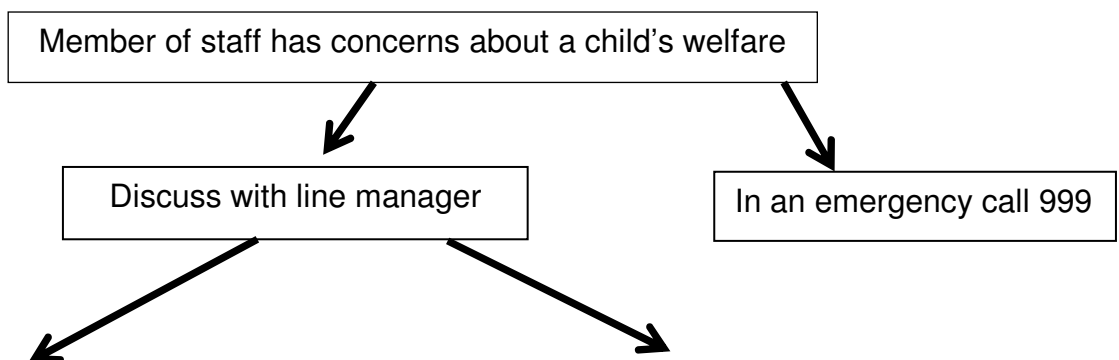 Member of staff has concerns about a child’s welfare
Discuss with line manager
In an emergency call 999